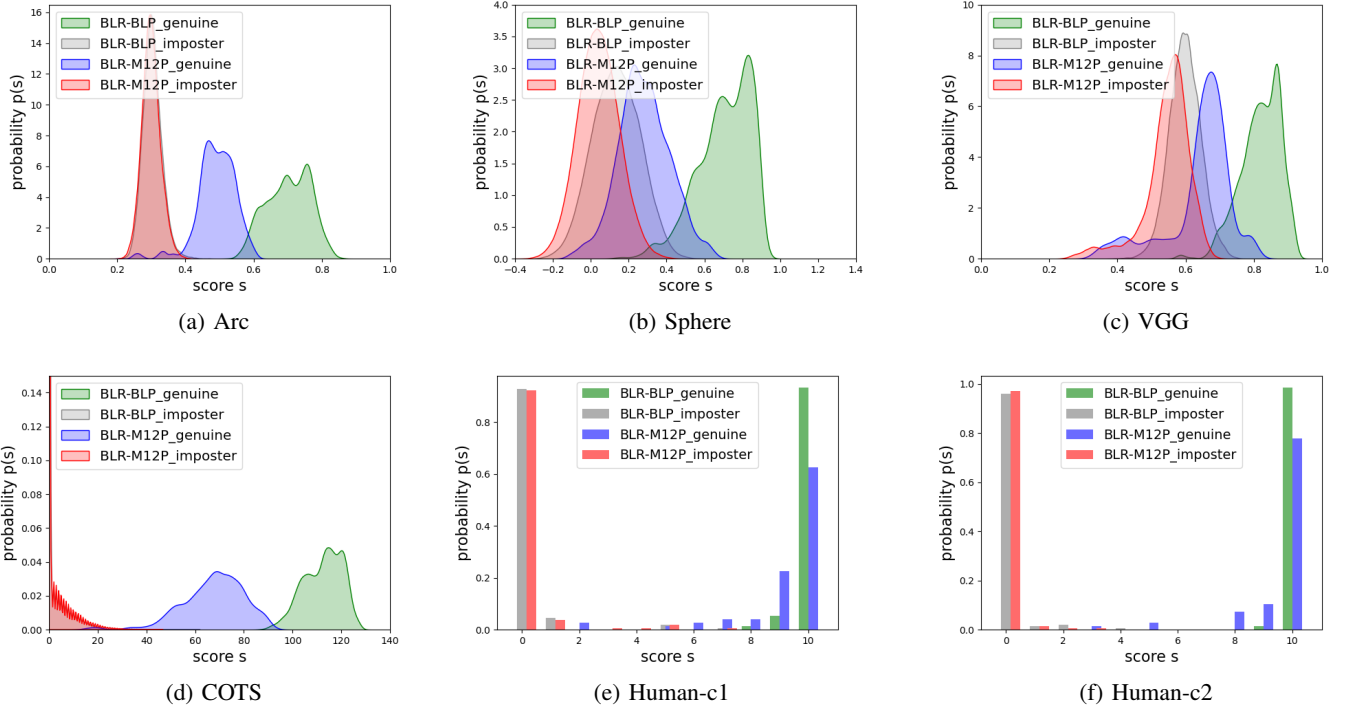 BLR-BLP_genuine
BLR-BLP_imposter
BLR-M12P_genuine
BLR-M12P_imposter
probability p(s)
16
14
12
10
8
6
4
2
0
0.0 0.2 0.4 0.6 0.8 1.0
score s
(a) Arc
BLR-BLP_genuine
BLR-BLP_imposter
BLR-M12P_genuine
BLR-M12P_imposter
probability p(s)
4.0
3.5
3.0
2.5
2.0
1.5
1.0
0.5
0.0
−0.4 −0.2 0.0 0.2 0.4 0.6 0.8 1.0 1.2 1.4
score s
(b) Sphere
BLR-BLP_genuine
BLR-BLP_imposter
BLR-M12P_genuine
BLR-M12P_imposter
probability p(s)
10
8
6
4
2
0
0.0 0.2 0.4 0.6 0.8 1.0
score s
(c) VGG
BLR-BLP_genuine
BLR-BLP_imposter
BLR-M12P_genuine
BLR-M12P_imposter
probability p(s)
0.14
0.12
0.10
0.08
0.06
0.04
0.02
0.00
0 20 40 60 80 100 120 140
score s
(d) COTS
BLR-BLP_genuine
BLR-BLP_imposter
BLR-M12P_genuine
BLR-M12P_imposter
probability p(s)
0.8
0.6
0.4
0.2
0.0
0 2 4 6 8 10
score s
(e) Human-c1
BLR-BLP_genuine
BLR-BLP_imposter
BLR-M12P_genuine
BLR-M12P_imposter
probability p(s)
1.0
0.8
0.6
0.4
0.2
0.0
0 2 4 6 8 10
score s
(f) Human-c2